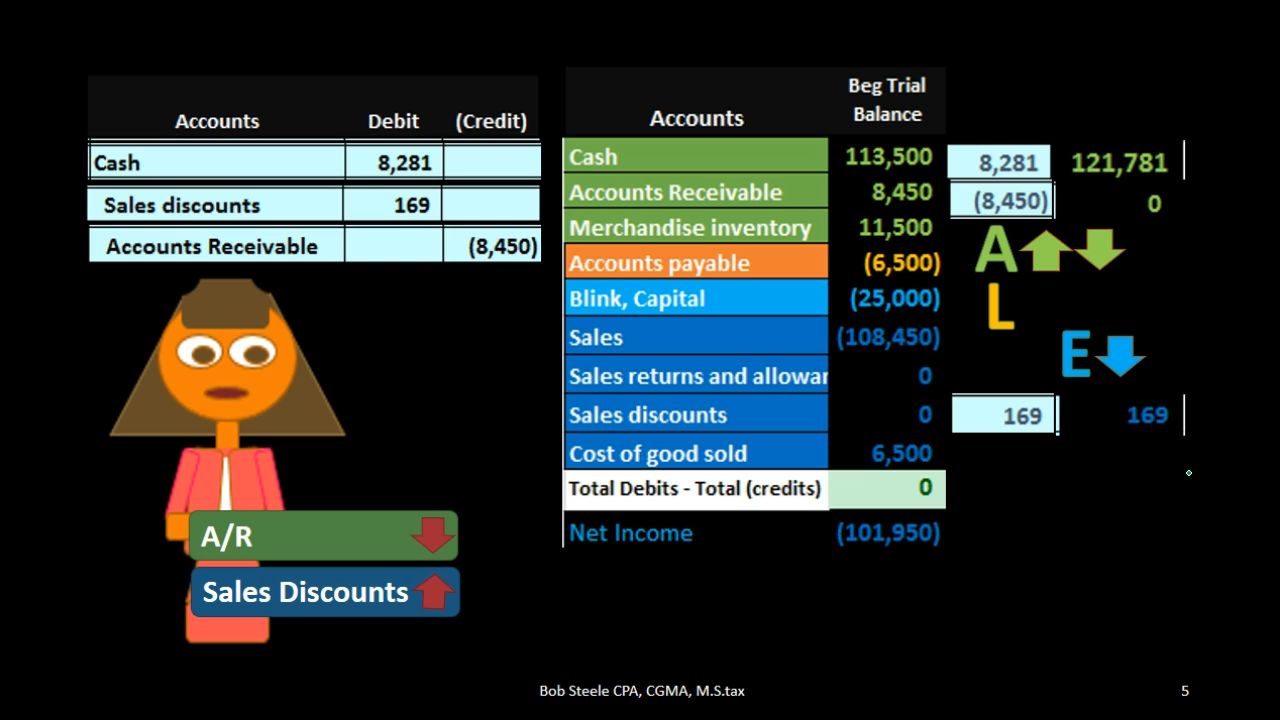 Accounts Debit (Credit)
Cash 8,281
Sales discounts 169
Accounts Receivable (8,450)
A/R
Sales Discounts
Beg Trial
Accounts Balance
Cash 113,500 8,281 121,781
Accounts Receivable 8,450 (8,450) 0
Merchandise inventory 11,500
A
Accounts payable (6,500)
Blink, Capital (25,000)
L
Sales (108,450)
E
Sales returns and allowar 0
Sales discounts 0 169 169
Cost of good sold 6,500
Total Debits - Total (credits) 0
Net Income (101,950)
Bob Steele CPA, CGMA, M.S.tax
5